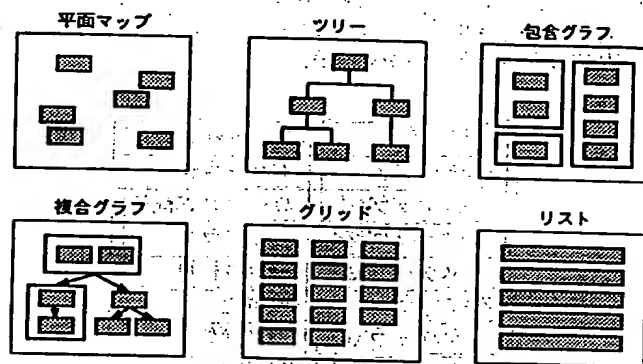 平面マップ
ツリー
包含グラフ
複合グラフ
グリッド
リスト